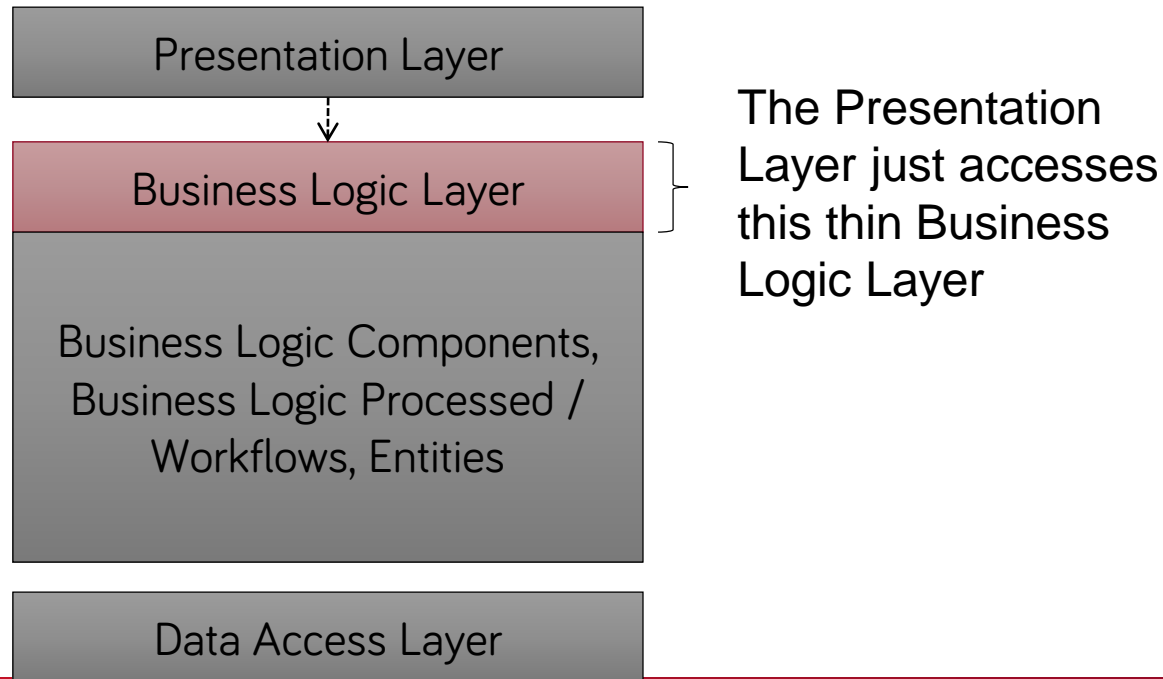 Presentation Layer
Business Logic Layer
The Presentation
Layer just accesses
this thin Business
Logic Layer
Business Logic Components,
Business Logic Processed /
Workflows, Entities
Data Access Layer